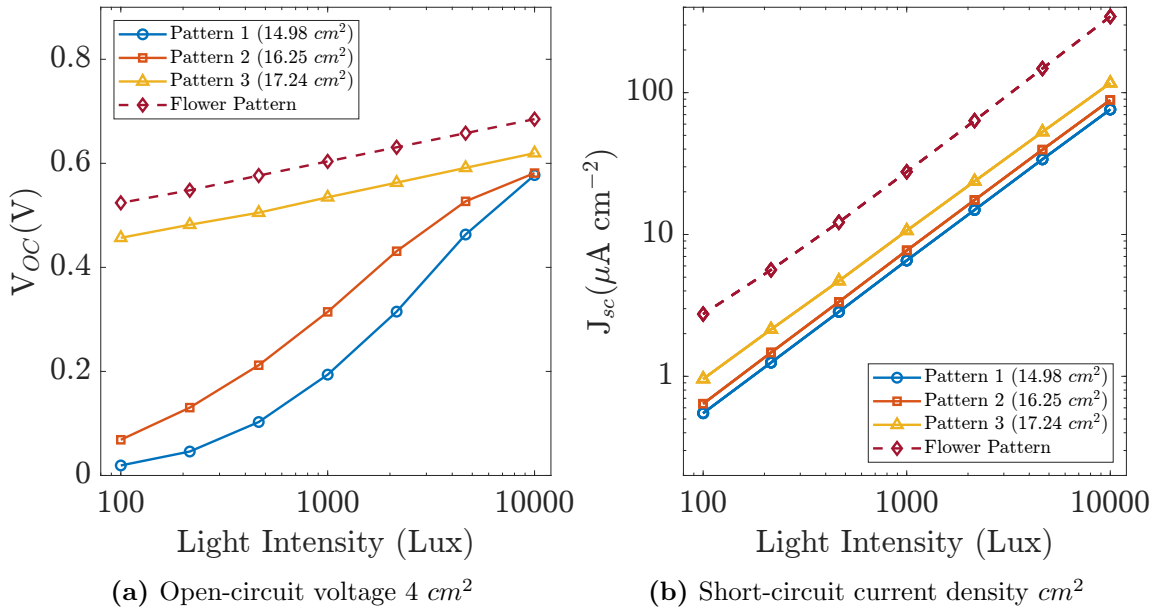 Pattern 1 (14.98 cm²)
Pattern 2 (16.25 cm²)
Pattern 3 (17.24 cm²)
Flower Pattern
0.8
0.6
0.4
0.2
0
V_OC(V)
100
1000
10000
Light Intensity (Lux)
(a) Open-circuit voltage 4 cm²
100
10
1
J_sc(μA cm⁻²)
Pattern 1 (14.98 cm²)
Pattern 2 (16.25 cm²)
Pattern 3 (17.24 cm²)
Flower Pattern
100
1000
10000
Light Intensity (Lux)
(b) Short-circuit current density cm²